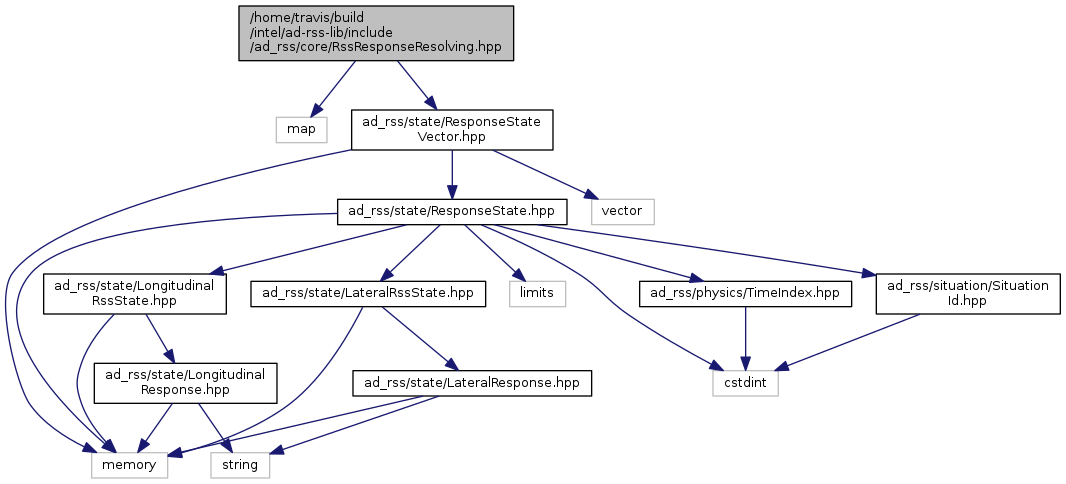 /home/travis/build
/intel/ad-rss-lib/include
/ad_rss/core/RssResponseResolving.hpp
map
ad_rss/state/ResponseState
Vector.hpp
ad_rss/state/ResponseState.hpp
vector
ad_rss/state/Longitudinal
RssState.hpp
ad_rss/state/LateralRssState.hpp
limits
ad_rss/physics/TimeIndex.hpp
ad_rss/situation/Situation
Id.hpp
ad_rss/state/Longitudinal
Response.hpp
ad_rss/state/LateralResponse.hpp
cstdint
memory
string